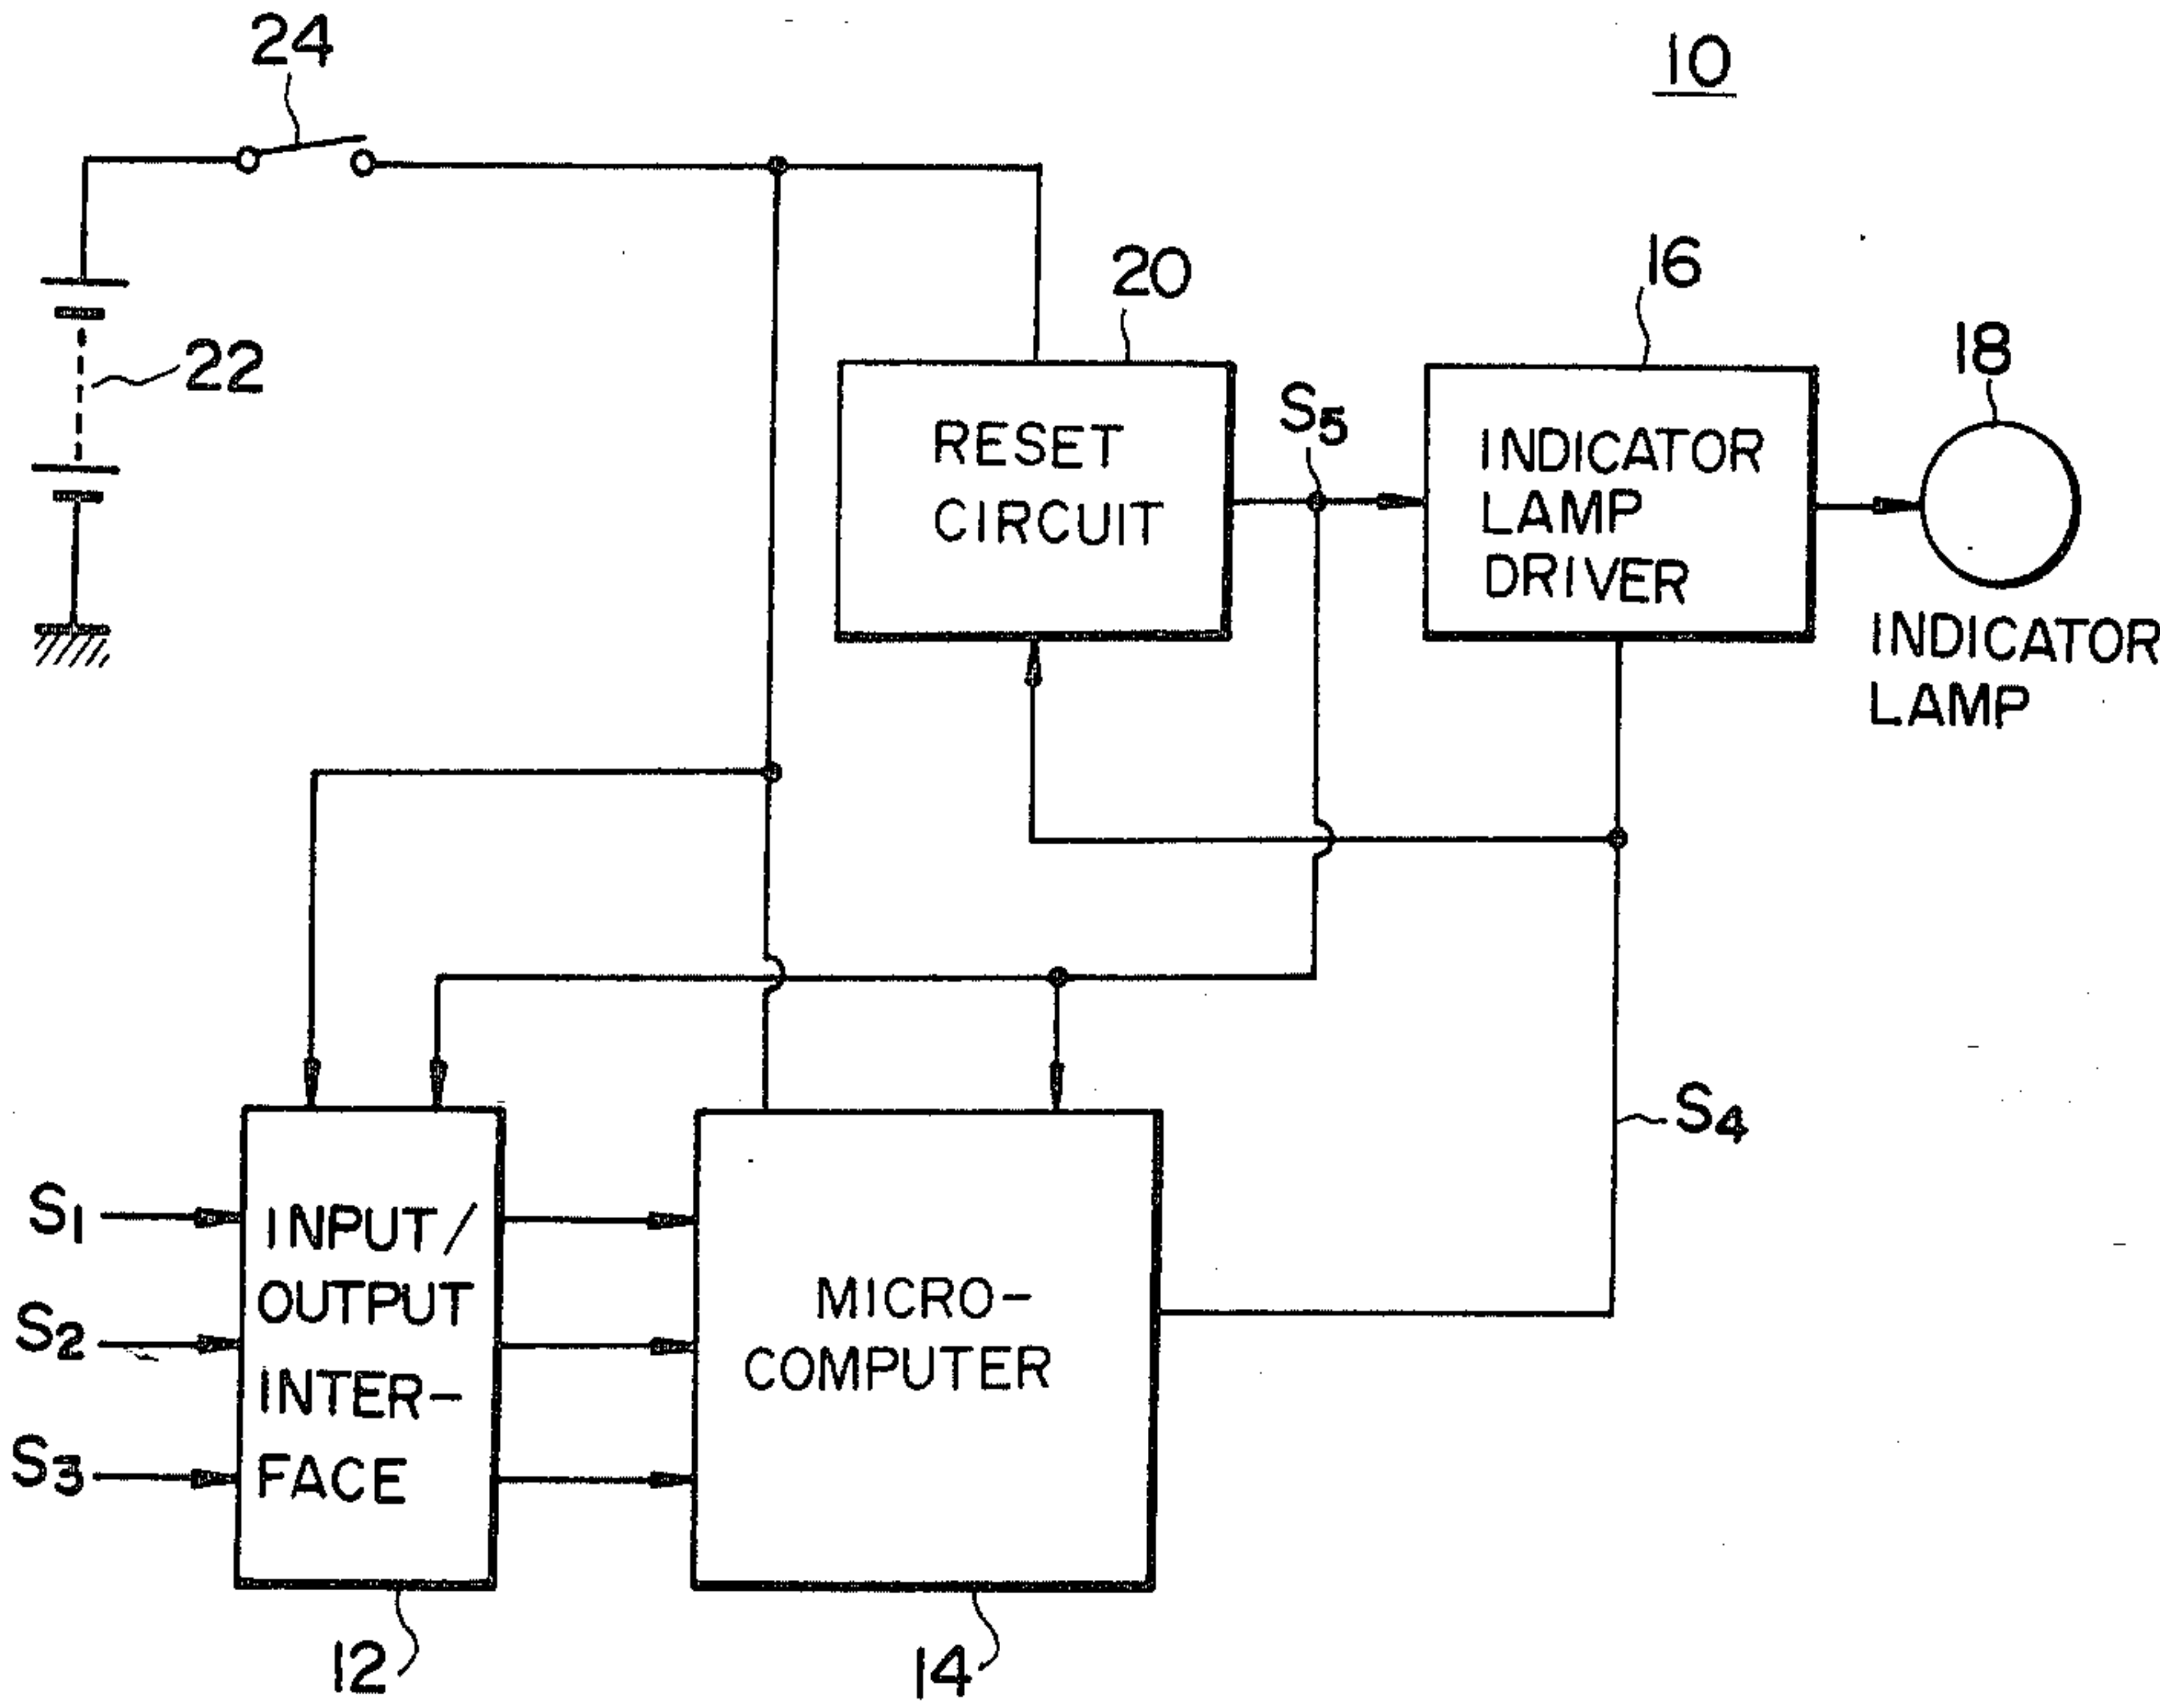 24
10
20
16
22
18
RESET
CIRCUIT
S5
INDICATOR
LAMP
DRIVER
INDICATOR
LAMP
S4
S1
S2
S3
INPUT/
OUTPUT
INTER-
FACE
MICRO-
COMPUTER
12
14